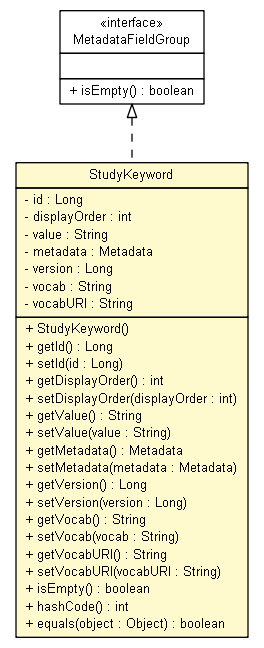 «interface»
MetadataFieldGroup
+ isEmpty() : boolean
StudyKeyword
- id : Long
- displayOrder : int
- value : String
- metadata : Metadata
- version : Long
- vocab : String
- vocabURI : String
+ StudyKeyword()
+ getId() : Long
+ setId(id : Long)
+ getDisplayOrder() : int
+ setDisplayOrder(displayOrder : int)
+ getValue() : String
+ setValue(value : String)
+ getMetadata() : Metadata
+ setMetadata(metadata : Metadata)
+ getVersion() : Long
+ setVersion(version : Long)
+ getVocab() : String
+ setVocab(vocab : String)
+ getVocabURI() : String
+ setVocabURI(vocabURI : String)
+ isEmpty() : boolean
+ hashCode() : int
+ equals(object : Object) : boolean